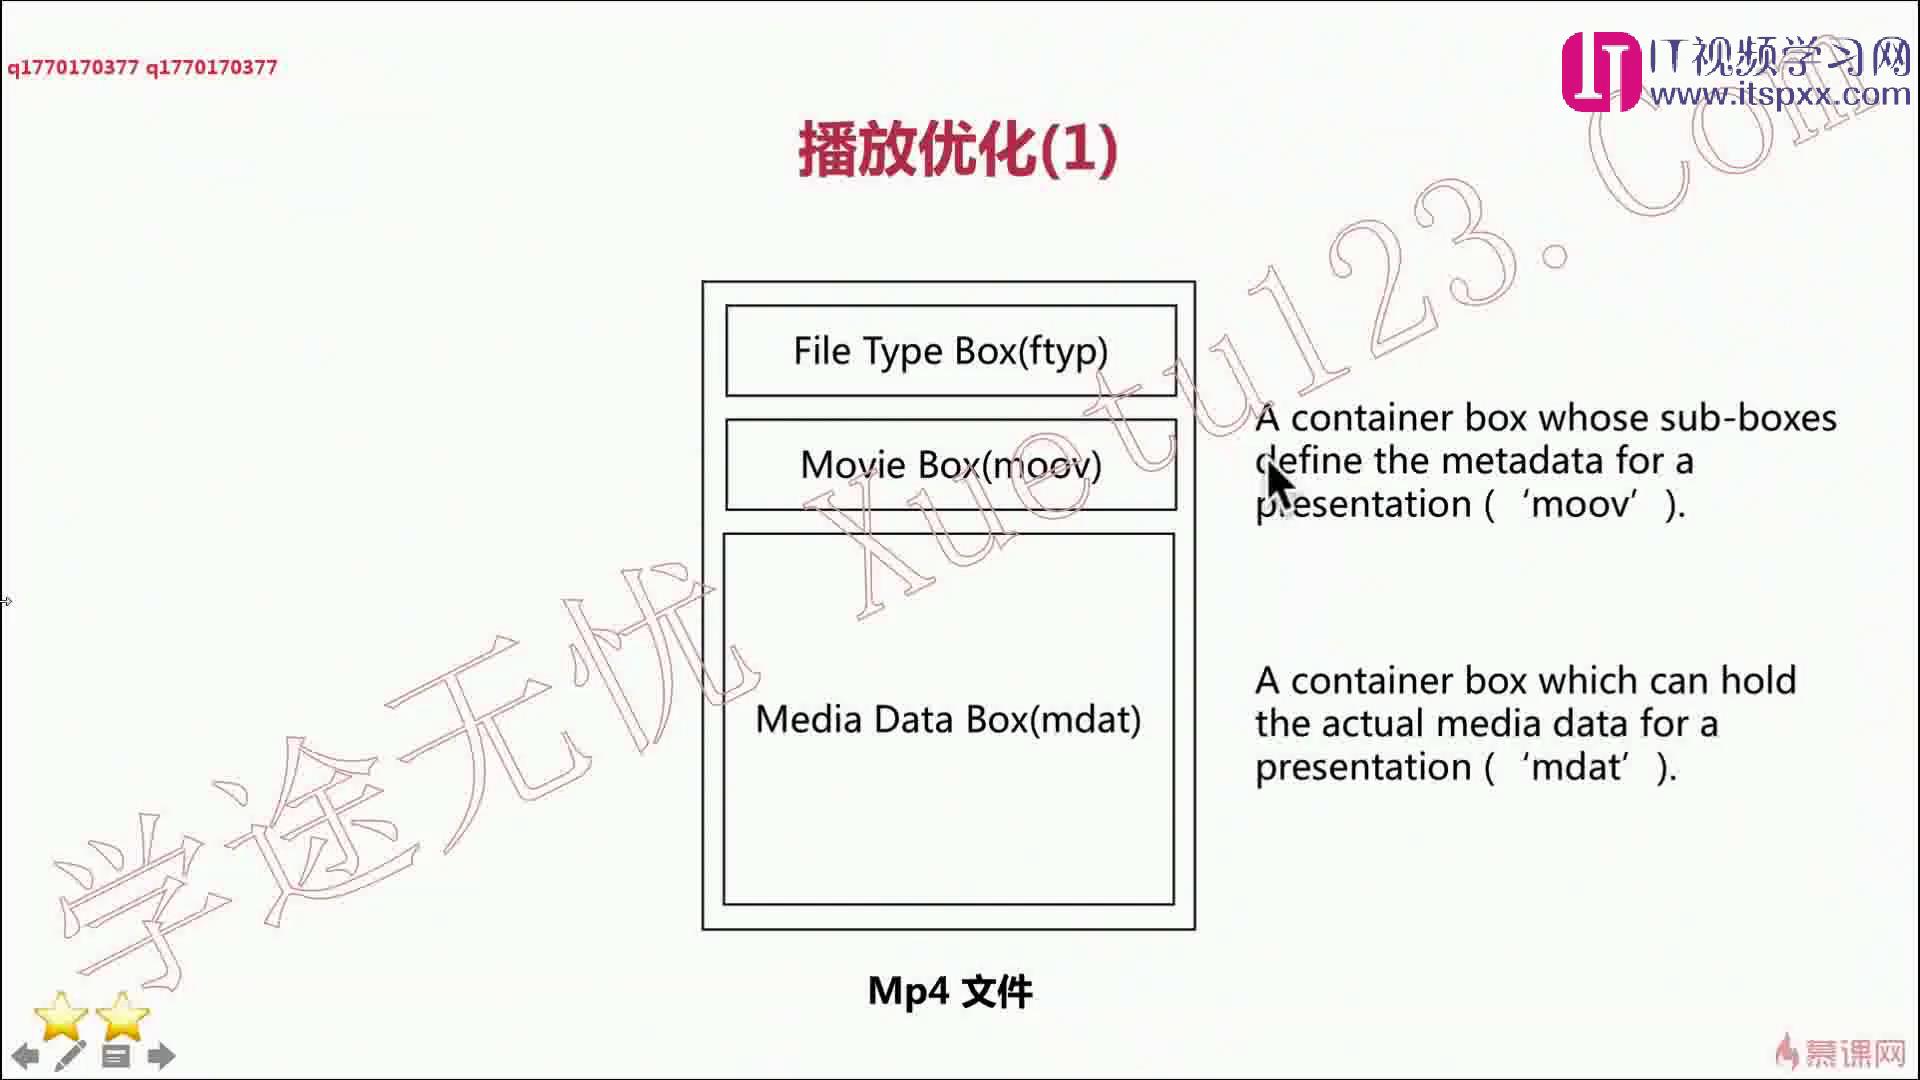 q1770170377 q1770170377
IT视频学习网
www.itspxx.com
播放优化(1)
File Type Box(ftyp)
Movie Box(moov)
A container box whose sub-boxes
define the metadata for a
presentation (‘moov’).
Media Data Box(mdat)
A container box which can hold
the actual media data for a
presentation (‘mdat’).
学途无忧 Xuetu123.Com
Mp4 文件
慕课网